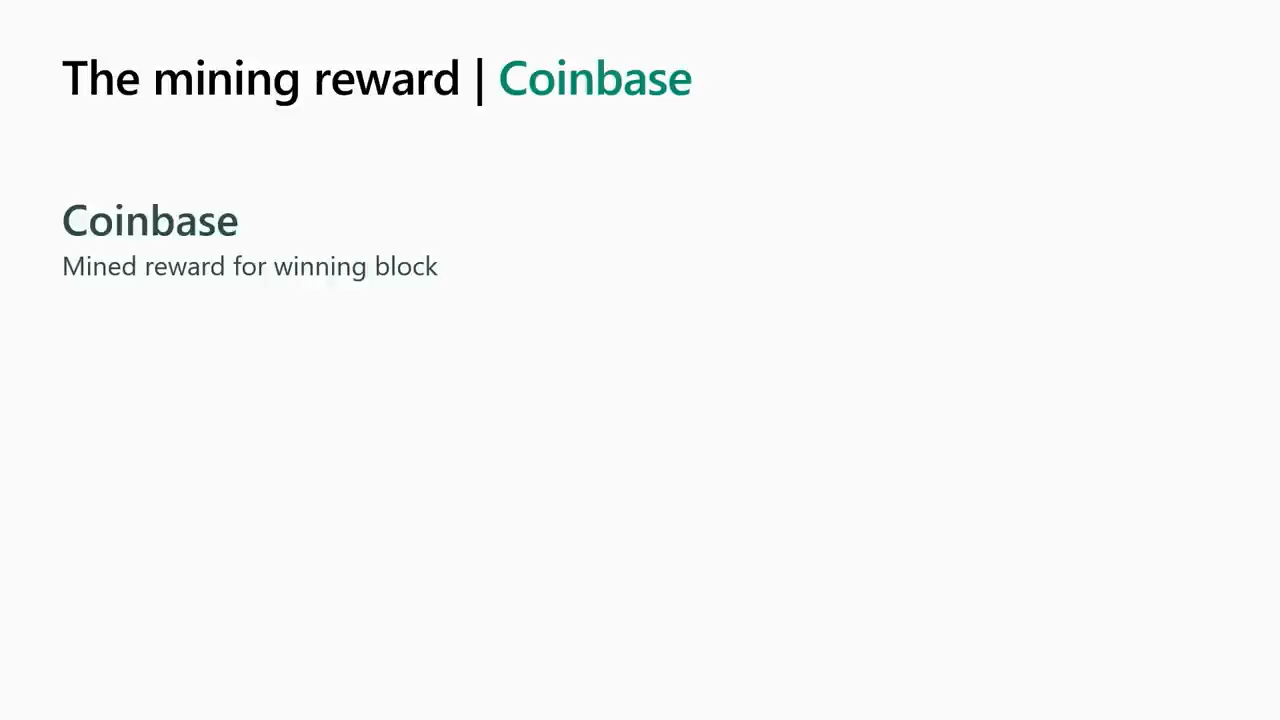 The mining reward | Coinbase
Coinbase
Mined reward for winning block